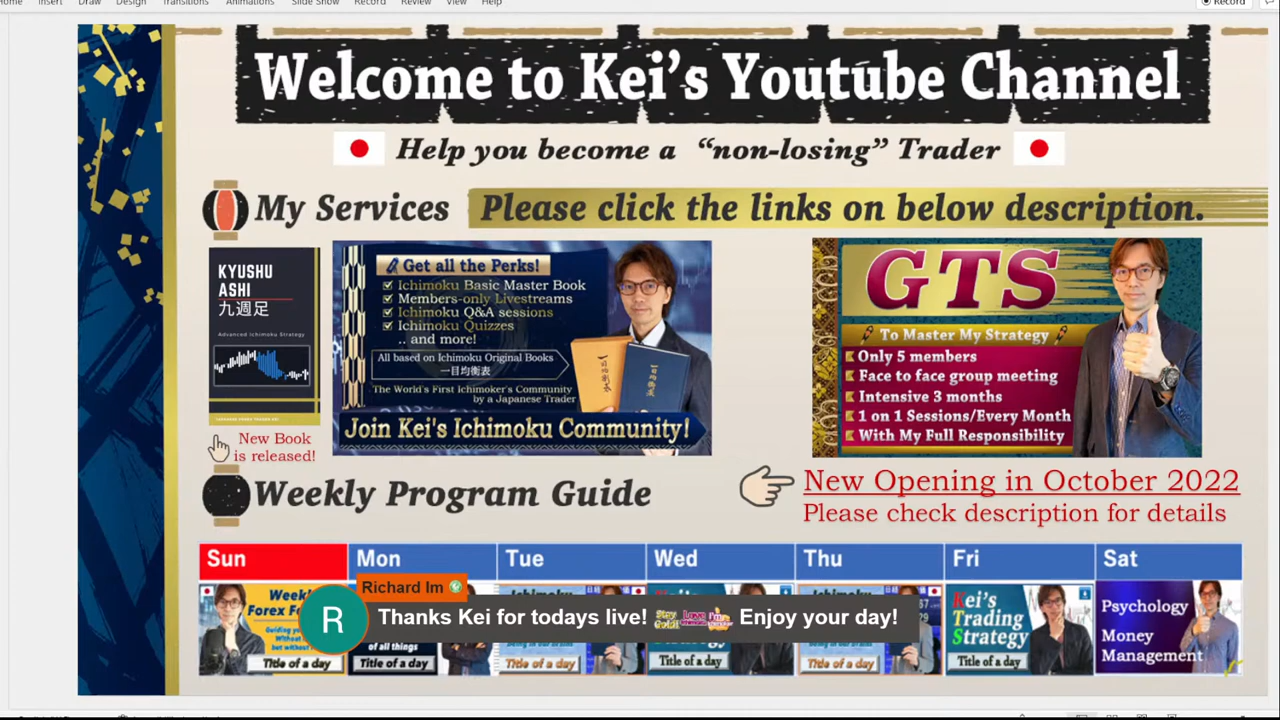 Home Insert Draw Design Transitions Animations Slide Show Record Review View Help
Record
Welcome to Kei's Youtube Channel
Help you become a “non-losing” Trader
My Services
Please click the links on below description.
KYUSHU
ASHI
九週足
Advanced Ichimoku Strategy
New Book
is released!
Get all the Perks!
Ichimoku Basic Master Book
Members-only Livestreams
Ichimoku Q&A sessions
Ichimoku Quizzes
.. and more!
All based on Ichimoku Original Books
一目均衡表
The World's First Ichimoker's Community
by a Japanese Trader
Join Kei's Ichimoku Community!
GTS
To Master My Strategy
Only 5 members
Face to face group meeting
Intensive 3 months
1 on 1 Sessions/Every Month
With My Full Responsibility
New Opening in October 2022
Please check description for details
Weekly Program Guide
Sun Mon Tue Wed Thu Fri Sat
Richard Im
R
Thanks Kei for todays live! Enjoy your day!
of all things
Title of a day
Title of a day
Title of a day
Title of a day
Title of a day
Kei's
Trading
Strategy
Title of a day
Psychology
Money
Management